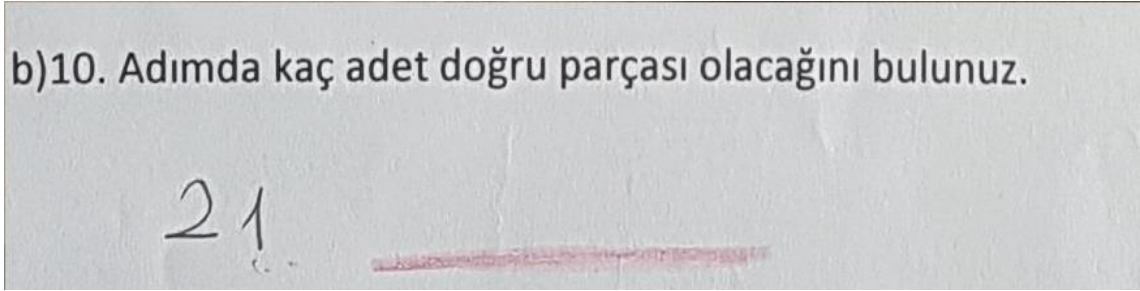 b)10. Adımda kaç adet doğru parçası olacağını bulunuz.
21